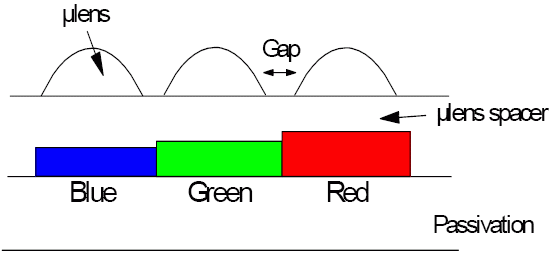 µlens
Gap
µlens spacer
Blue Green Red
Passivation